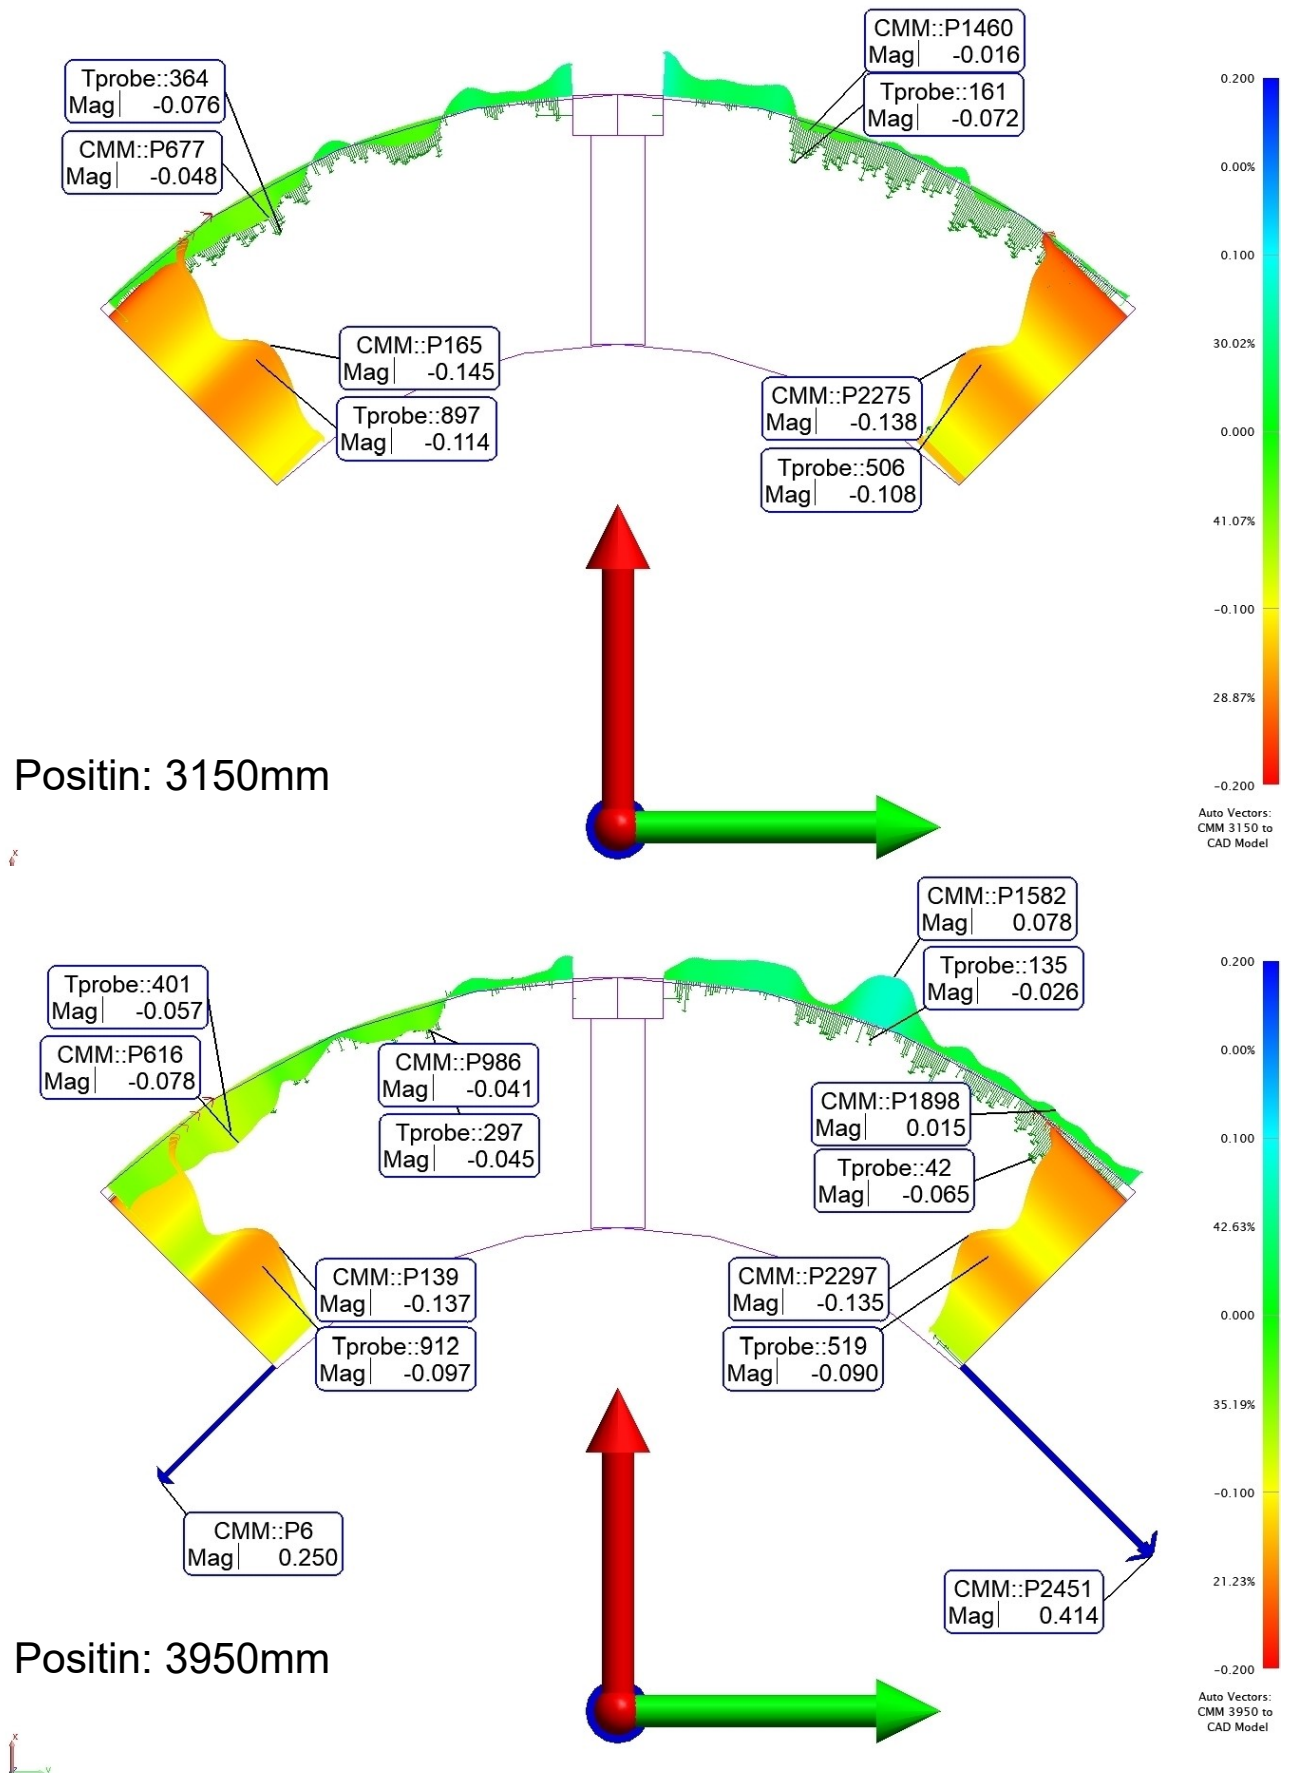 CMM::P1460
Mag -0.016
Tprobe::364
Mag -0.076
Tprobe::161
Mag -0.072
CMM::P677
Mag -0.048
CMM::P165
Mag -0.145
Tprobe::897
Mag -0.114
CMM::P2275
Mag -0.138
Tprobe::506
Mag -0.108
0.200
0.00%
0.100
30.02%
0.000
41.07%
-0.100
28.87%
-0.200
Auto Vectors:
CMM 3150 to
CAD Model
Positin: 3150mm
X
CMM::P1582
Mag 0.078
Tprobe::401
Mag -0.057
Tprobe::135
Mag -0.026
CMM::P616
Mag -0.078
CMM::P986
Mag -0.041
Tprobe::297
Mag -0.045
CMM::P1898
Mag 0.015
Tprobe::42
Mag -0.065
CMM::P139
Mag -0.137
Tprobe::912
Mag -0.097
CMM::P2297
Mag -0.135
Tprobe::519
Mag -0.090
CMM::P6
Mag 0.250
CMM::P2451
Mag 0.414
0.200
0.00%
0.100
42.63%
0.000
35.19%
-0.100
21.23%
-0.200
Auto Vectors:
CMM 3950 to
CAD Model
Positin: 3950mm
X
Y